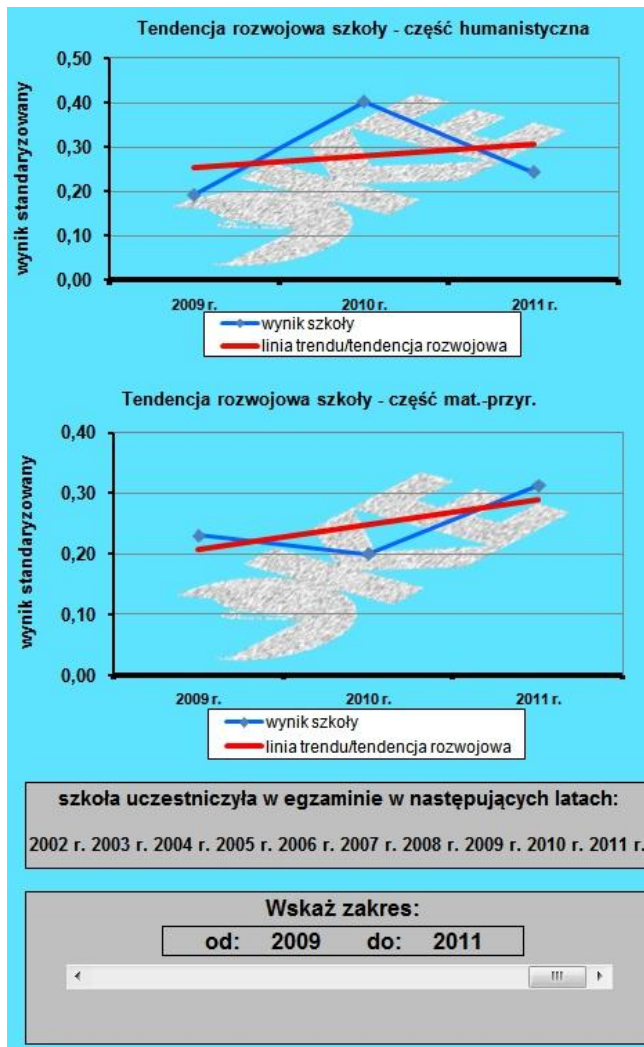 Tendencja rozwojowa szkoły - część humanistyczna
0,50
0,40
0,30
0,20
0,10
0,00
wynik standaryzowany
2009 r. 2010 r. 2011 r.
wynik szkoły
linia trendu/tendencja rozwojowa
Tendencja rozwojowa szkoły - część mat.-przyr.
0,40
0,30
0,20
0,10
0,00
wynik standaryzowany
2009 r. 2010 r. 2011 r.
wynik szkoły
linia trendu/tendencja rozwojowa
szkoła uczestniczyła w egzaminie w następujących latach:
2002 r. 2003 r. 2004 r. 2005 r. 2006 r. 2007 r. 2008 r. 2009 r. 2010 r. 2011 r.
Wskaż zakres:
od: 2009 do: 2011